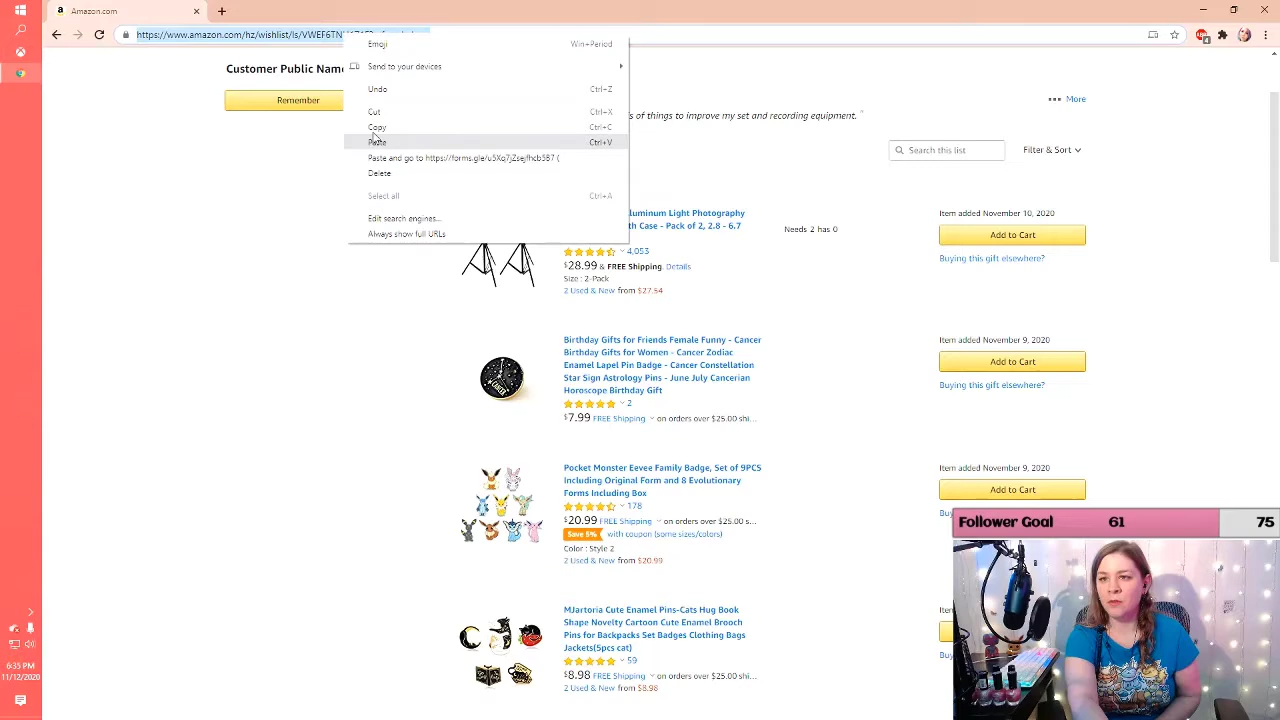 Amazon.com
https://www.amazon.com/hz/wishlist/ls/
Customer Public Nam
Remember
Emoji Win+Period
Send to your devices
Undo Ctrl+Z
Cut Ctrl+X
Copy Ctrl+C
Paste Ctrl+V
Paste and go to https://forms.gle/u5Xq7jZsejfhcb5B7 (
Delete
Select all Ctrl+A
Edit search engines...
Always show full URLs
s of things to improve my set and recording equipment. "
More
Search this list
Filter & Sort
luminum Light Photography
th Case - Pack of 2, 2.8 - 6.7
4,053
$28.99 & FREE Shipping. Details
Size : 2-Pack
2 Used & New from $27.54
Needs 2 has 0
Item added November 10, 2020
Add to Cart
Buying this gift elsewhere?
Birthday Gifts for Friends Female Funny - Cancer
Birthday Gifts for Women - Cancer Zodiac
Enamel Lapel Pin Badge - Cancer Constellation
Star Sign Astrology Pins - June July Cancerian
Horoscope Birthday Gift
2
$7.99 FREE Shipping on orders over $25.00 shi...
Item added November 9, 2020
Add to Cart
Buying this gift elsewhere?
Pocket Monster Eevee Family Badge, Set of 9PCS
Including Original Form and 8 Evolutionary
Forms Including Box
178
$20.99 FREE Shipping on orders over $25.00 s...
Save 5% with coupon (some sizes/colors)
Color : Style 2
2 Used & New from $20.99
Item added November 9, 2020
Add to Cart
Buy
Follower Goal 61 75
MJartoria Cute Enamel Pins-Cats Hug Book
Shape Novelty Cartoon Cute Enamel Brooch
Pins for Backpacks Set Badges Clothing Bags
Jackets(5pcs cat)
59
$8.98 FREE Shipping on orders over $25.00 shi...
2 Used & New from $8.98
Iten
Buy
6:35 PM
11/12/2020